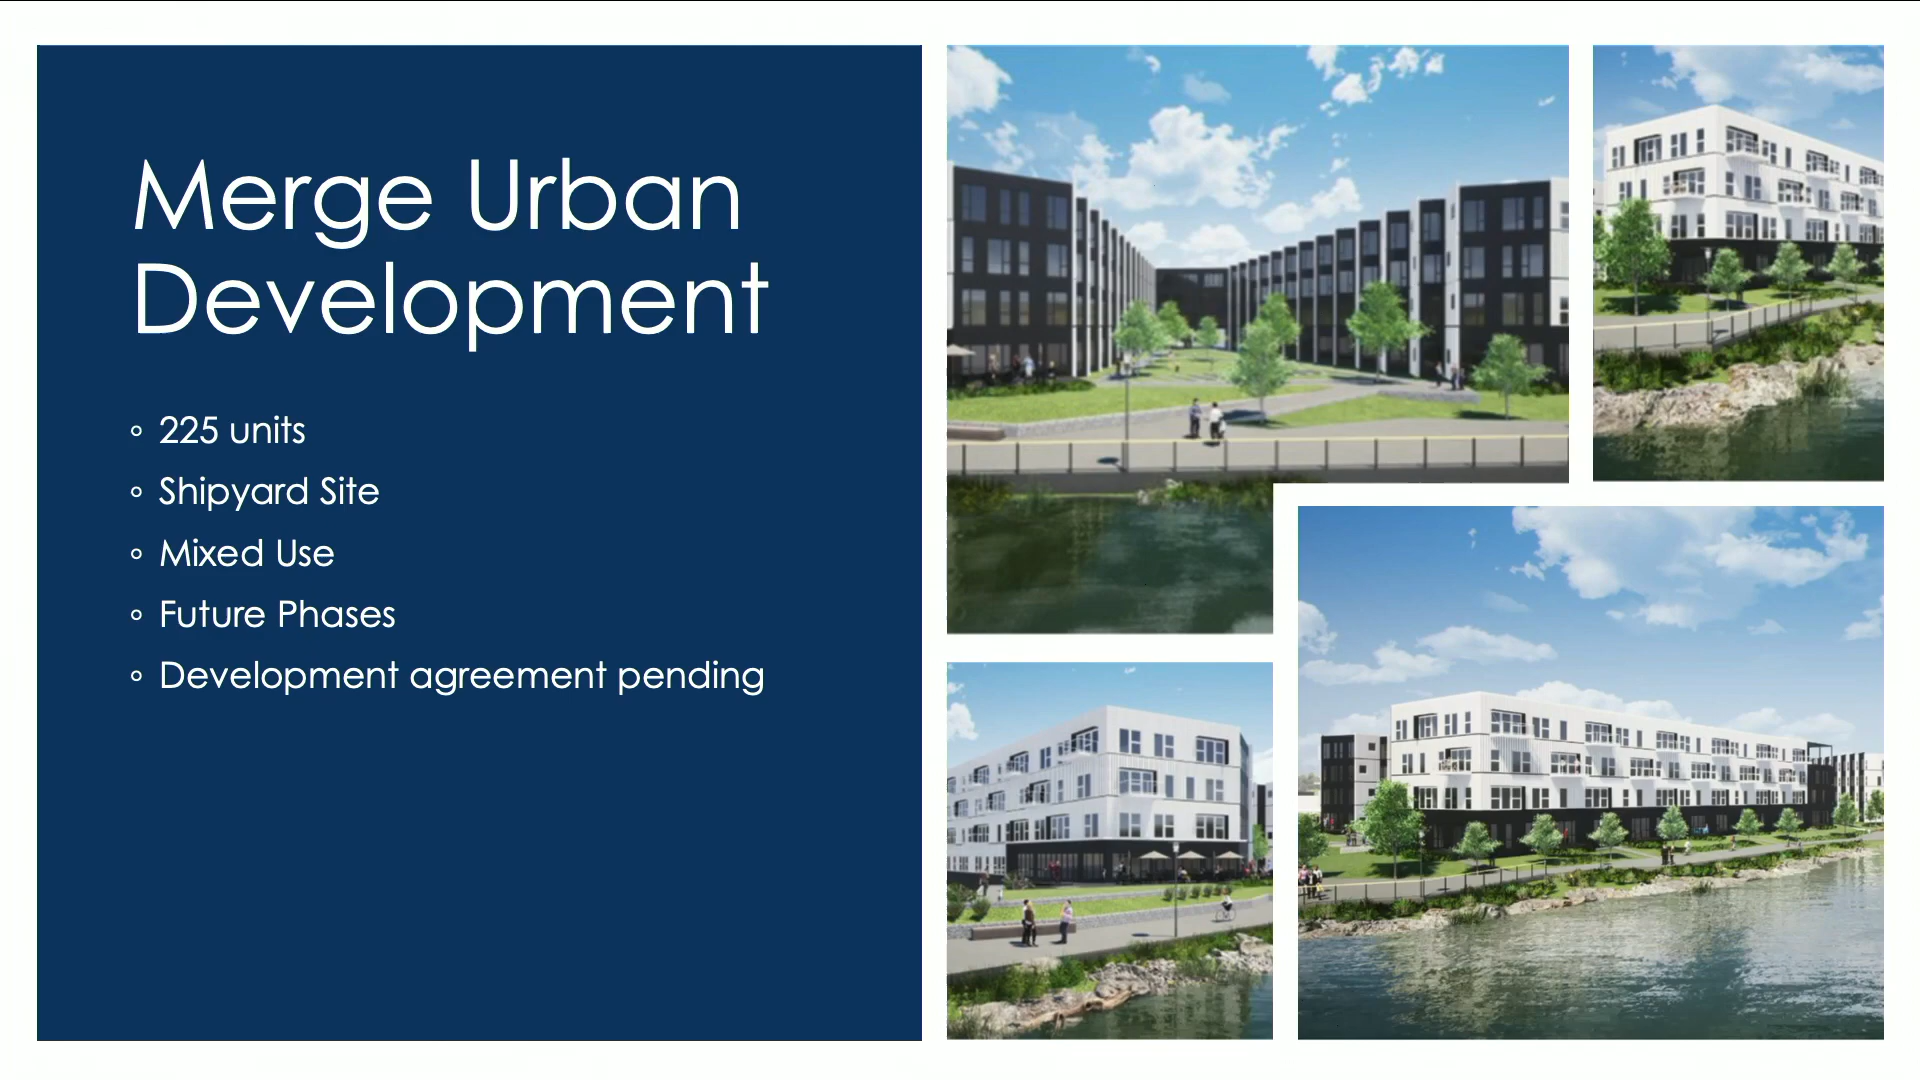 Merge Urban
Development
◦ 225 units
◦ Shipyard Site
◦ Mixed Use
◦ Future Phases
◦ Development agreement pending